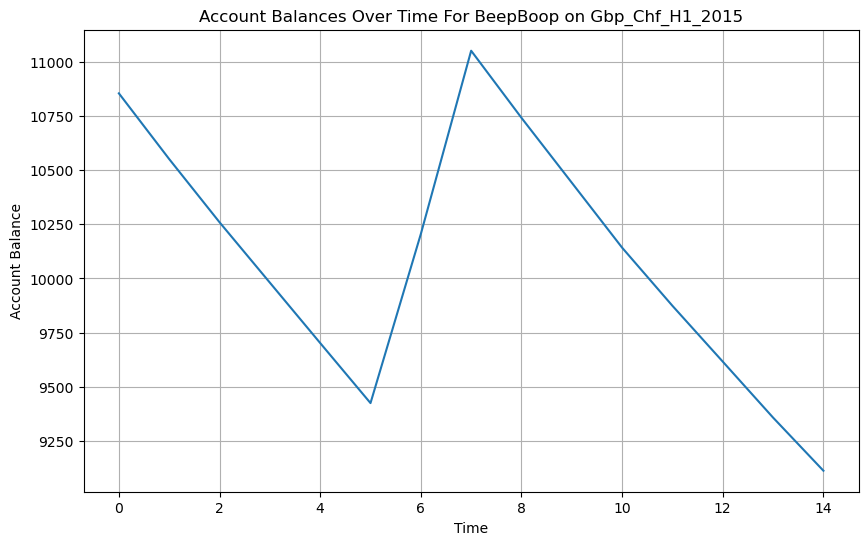 Account Balances Over Time For BeepBoop on Gbp_Chf_H1_2015
11000
10750
10500
10250
10000
9750
9500
9250
Account Balance
0 2 4 6 8 10 12 14
Time